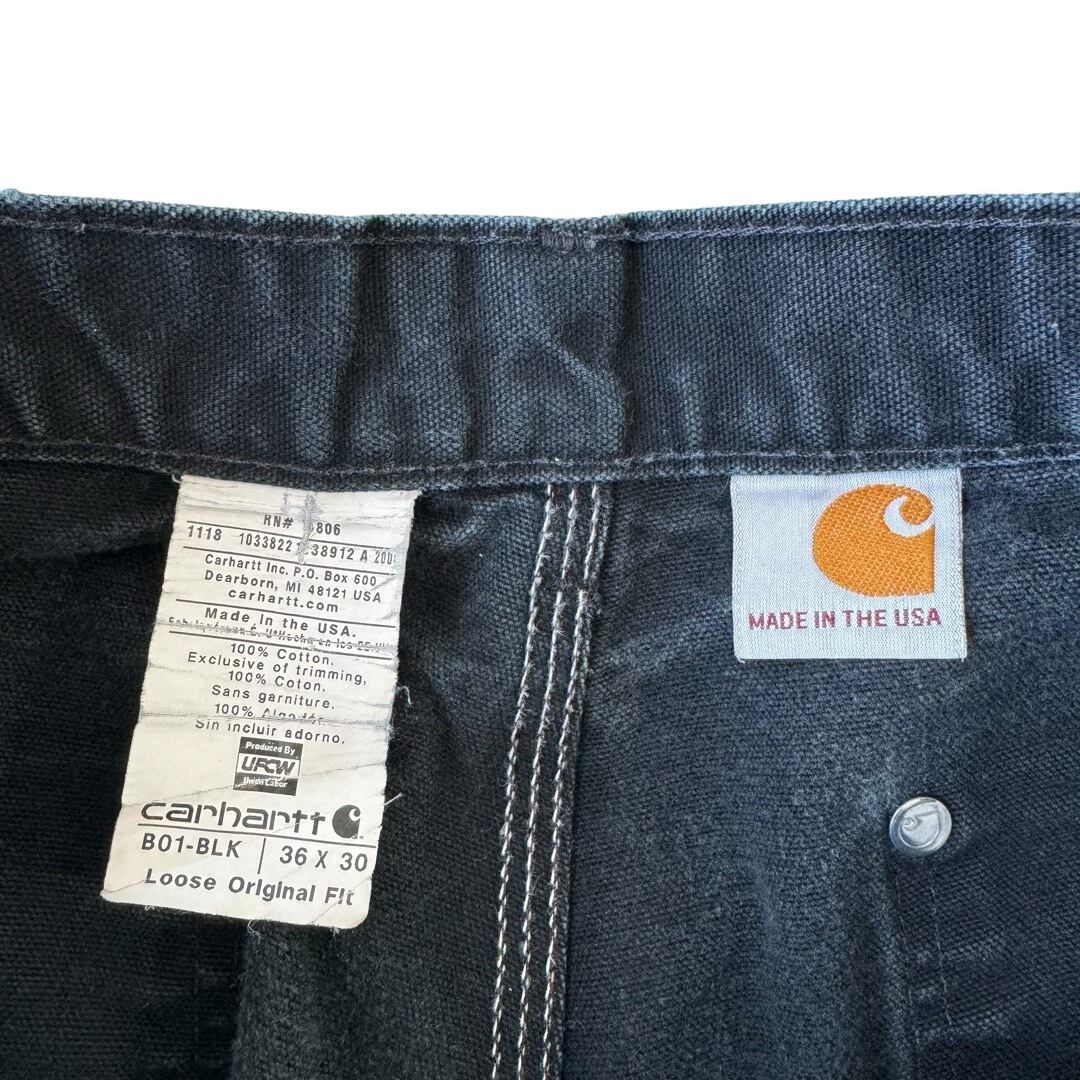 RN# 806
1118 1033822 38912 A 200
Carhartt Inc. P.O. Box 600
Dearborn, MI 48121 USA
carhartt.com
Made in the USA.
100% Cotton.
Exclusive of trimming,
100% Coton.
Sans garniture.
100% Algodón.
Sin incluir adorno.
Produced By
UFCW
Union Labor
carhartt
B01-BLK 36 X 30
Loose Original Fit
MADE IN THE USA